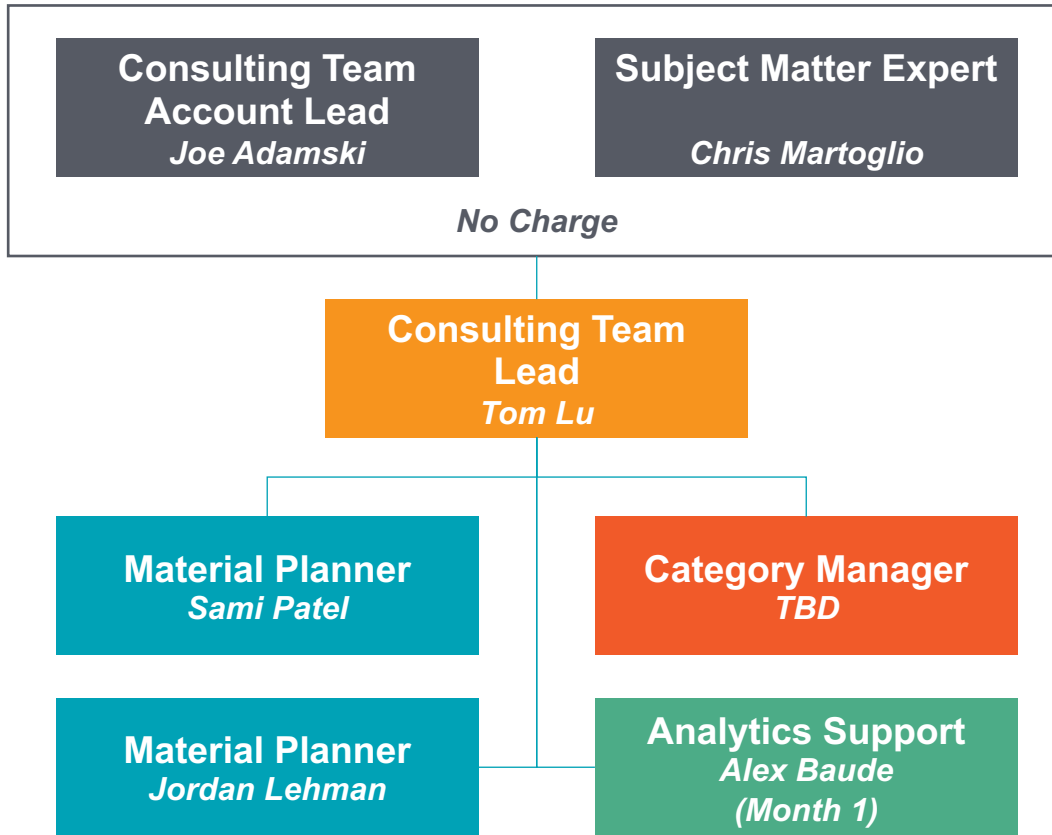 Consulting Team
Account Lead
Joe Adamski
Subject Matter Expert
Chris Martoglio
No Charge
Consulting Team
Lead
Tom Lu
Material Planner
Sami Patel
Category Manager
TBD
Material Planner
Jordan Lehman
Analytics Support
Alex Baude
(Month 1)